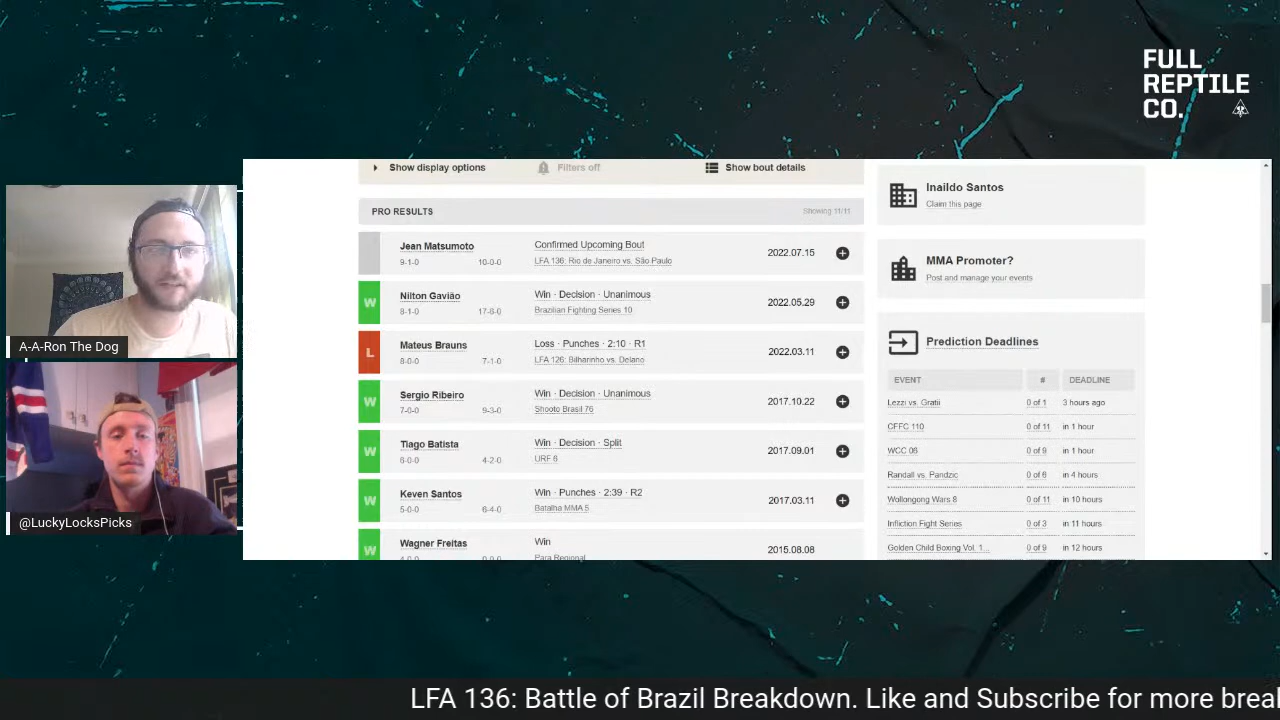 FULL
REPTILE
CO.
A-A-Ron The Dog
@LuckyLocksPicks
Show display options
Filters off
Show bout details
PRO RESULTS
Showing 11/11
Jean Matsumoto
Confirmed Upcoming Bout
2022.07.15
9-1-0
10-0-0
LFA 136: Rio de Janeiro vs. São Paulo
W
Nilton Gavião
Win · Decision · Unanimous
2022.05.29
8-1-0
Brazilian Fighting Series 10
L
Mateus Brauns
Loss · Punches · 2:10 · R1
2022.03.11
8-0-0
7-1-0
LFA 126: Bilharinho vs. Delano
W
Sergio Ribeiro
Win · Decision · Unanimous
2017.10.22
7-0-0
9-3-0
Shooto Brasil 76
W
Tiago Batista
Win · Decision · Split
2017.09.01
6-0-0
4-2-0
URF 6
W
Keven Santos
Win · Punches · 2:39 · R2
2017.03.11
5-0-0
6-4-0
Batalha MMA 5
W
Wagner Freitas
Win
2015.08.08
Para Regional
Inaildo Santos
Claim this page
MMA Promoter?
Post and manage your events
Prediction Deadlines
EVENT # DEADLINE
Lezzi vs. Gratii 0 of 1 3 hours ago
CFFC 110 0 of 11 in 1 hour
WCC 06 0 of 9 in 1 hour
Randall vs. Pandzic 0 of 6 in 4 hours
Wollongong Wars 8 0 of 11 in 10 hours
Infliction Fight Series 0 of 3 in 11 hours
Golden Child Boxing Vol. 1... 0 of 9 in 12 hours
LFA 136: Battle of Brazil Breakdown. Like and Subscribe for more brea